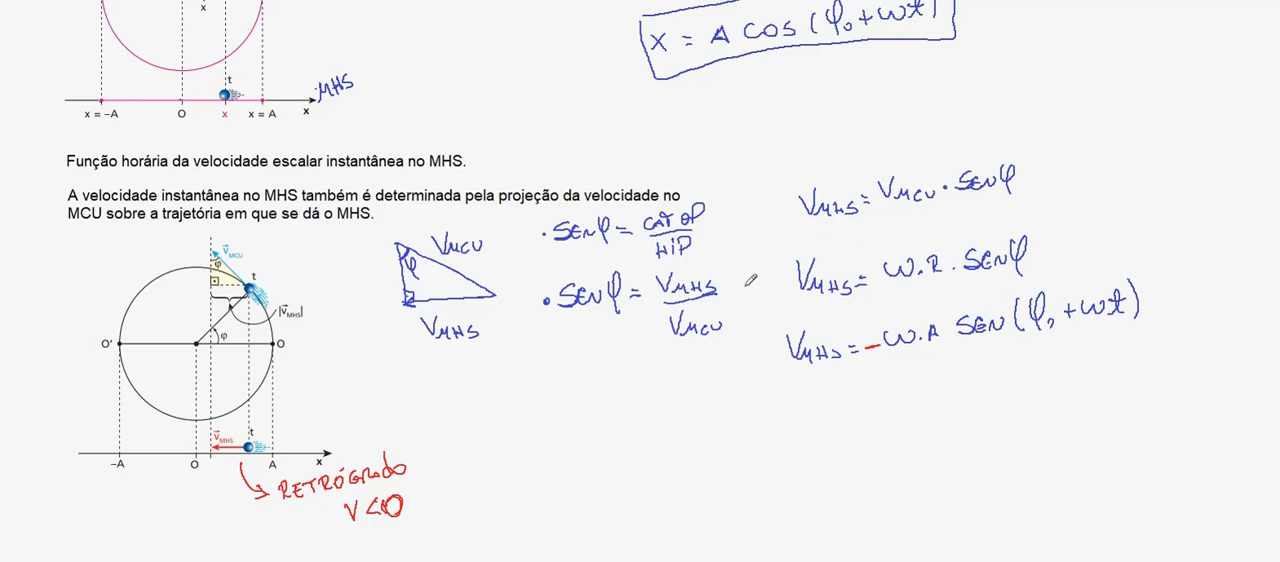 x
X = A COS (φ₀ + ωt)
t
MHS
x = –A O x x = A x
Função horária da velocidade escalar instantânea no MHS.
A velocidade instantânea no MHS também é determinada pela projeção da velocidade no
MCU sobre a trajetória em que se dá o MHS.
V_MHS = V_MCU · SENφ
· SENφ = CAT OP / HIP
V_MCU
φ
V_MHS
V_MHS = W.R. SENφ
· SENφ = V_MHS / V_MCU
V_MHS = –W.A SEN (φ₀ + ωt)
V_MCU
φ
t
|V_MHS|
φ
O' O
t
V_MHS
–A O A x
RETRÓGRADO
V < 0